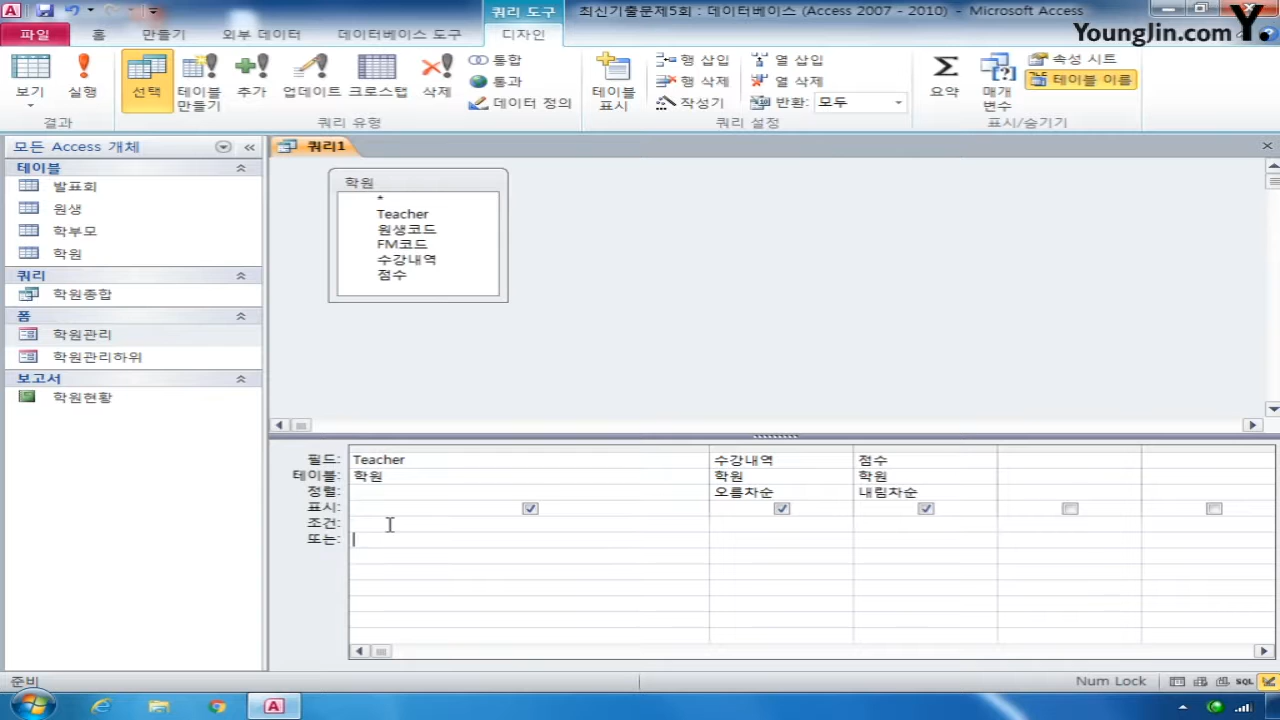 쿼리 도구
최신기출문제5회 : 데이터베이스 (Access 2007 - 2010) - Microsoft Access
YoungJin.com Y.
파일 홈 만들기 외부 데이터 데이터베이스 도구 디자인
보기 실행 선택 테이블 만들기 추가 업데이트 크로스탭 삭제
통합
통과
데이터 정의
테이블 표시
행 삽입
행 삭제
작성기
열 삽입
열 삭제
반환: 모두
요약
매개 변수
속성 시트
테이블 이름
결과 쿼리 유형 쿼리 설정 표시/숨기기
모든 Access 개체
테이블
발표회
원생
학부모
학원
쿼리
학원종합
폼
학원관리
학원관리하위
보고서
학원현황
쿼리1
학원
*
Teacher
원생코드
FM코드
수강내역
점수
필드: Teacher 수강내역 점수
테이블: 학원 학원 학원
정렬: 오름차순 내림차순
표시:
조건:
또는:
준비 Num Lock SQL